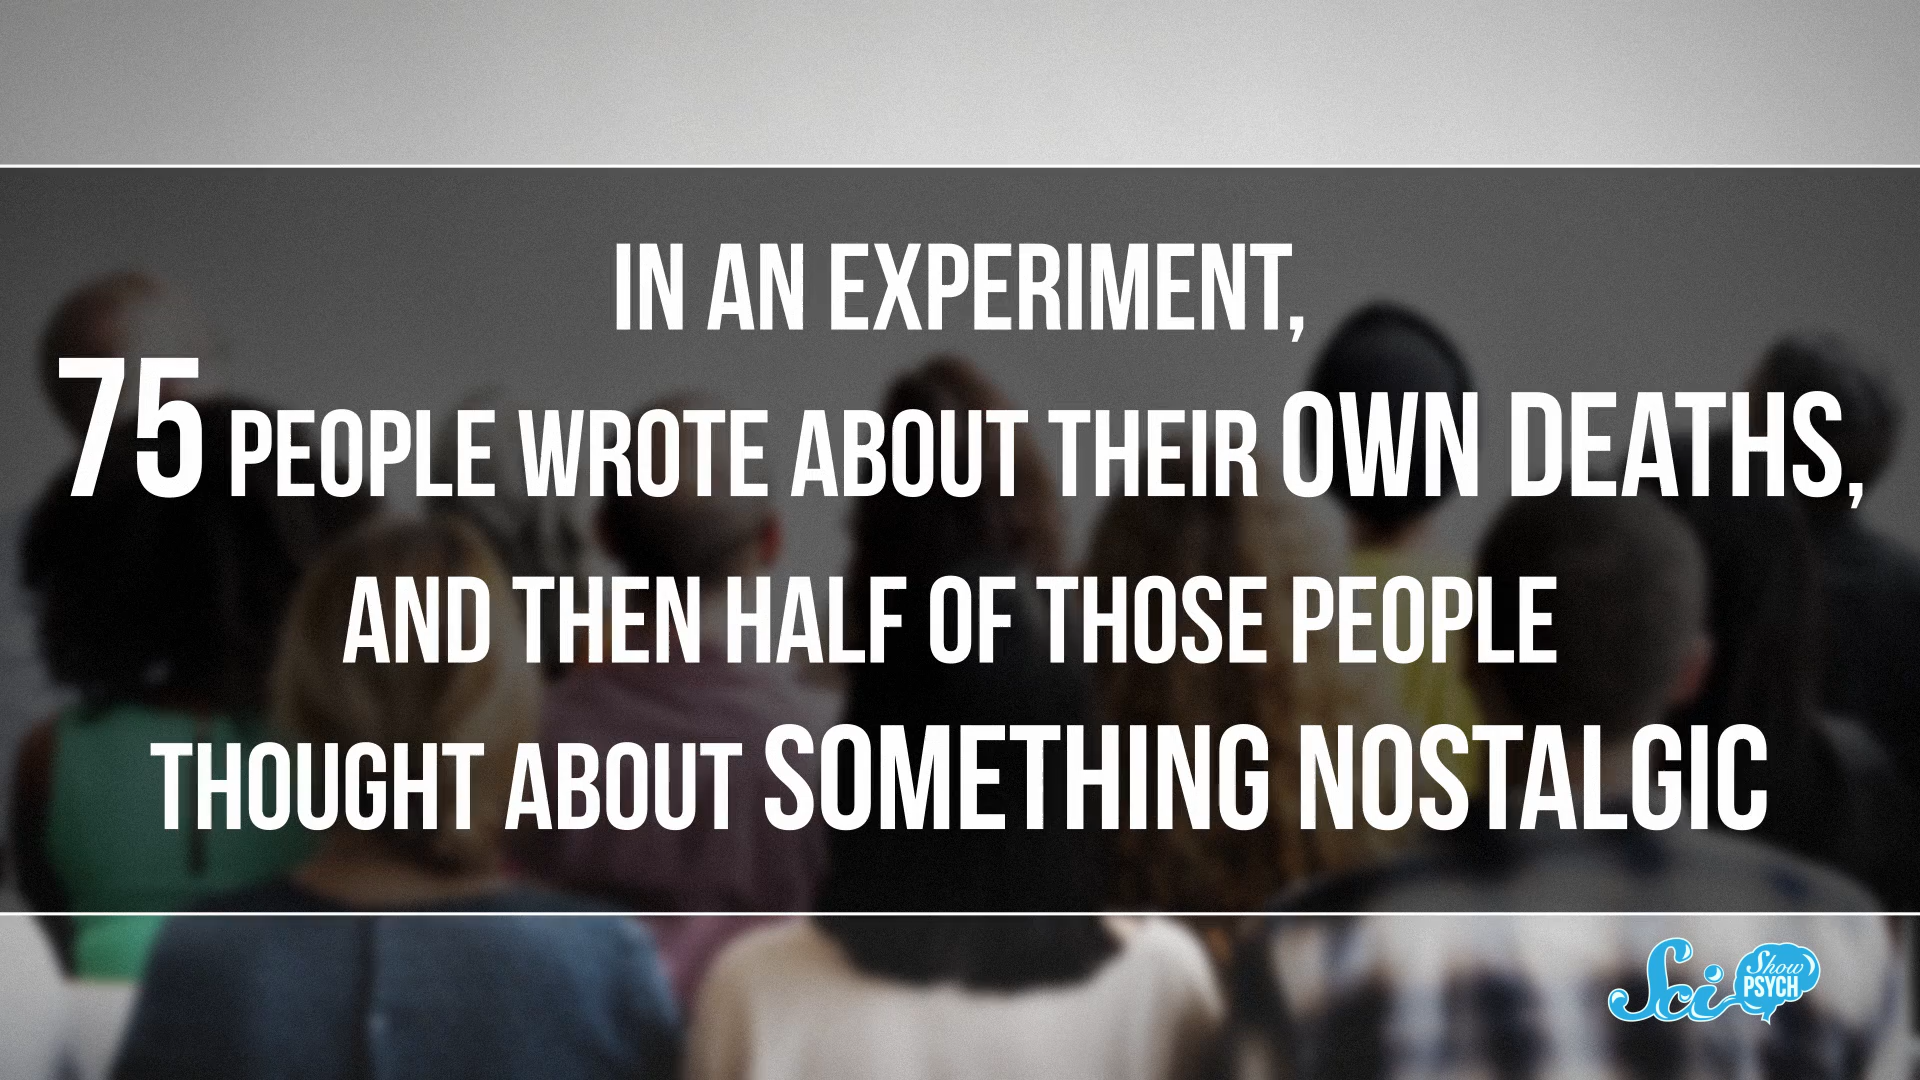 IN AN EXPERIMENT,
75 PEOPLE WROTE ABOUT THEIR OWN DEATHS,
AND THEN HALF OF THOSE PEOPLE
THOUGHT ABOUT SOMETHING NOSTALGIC
Sci Show
PSYCH